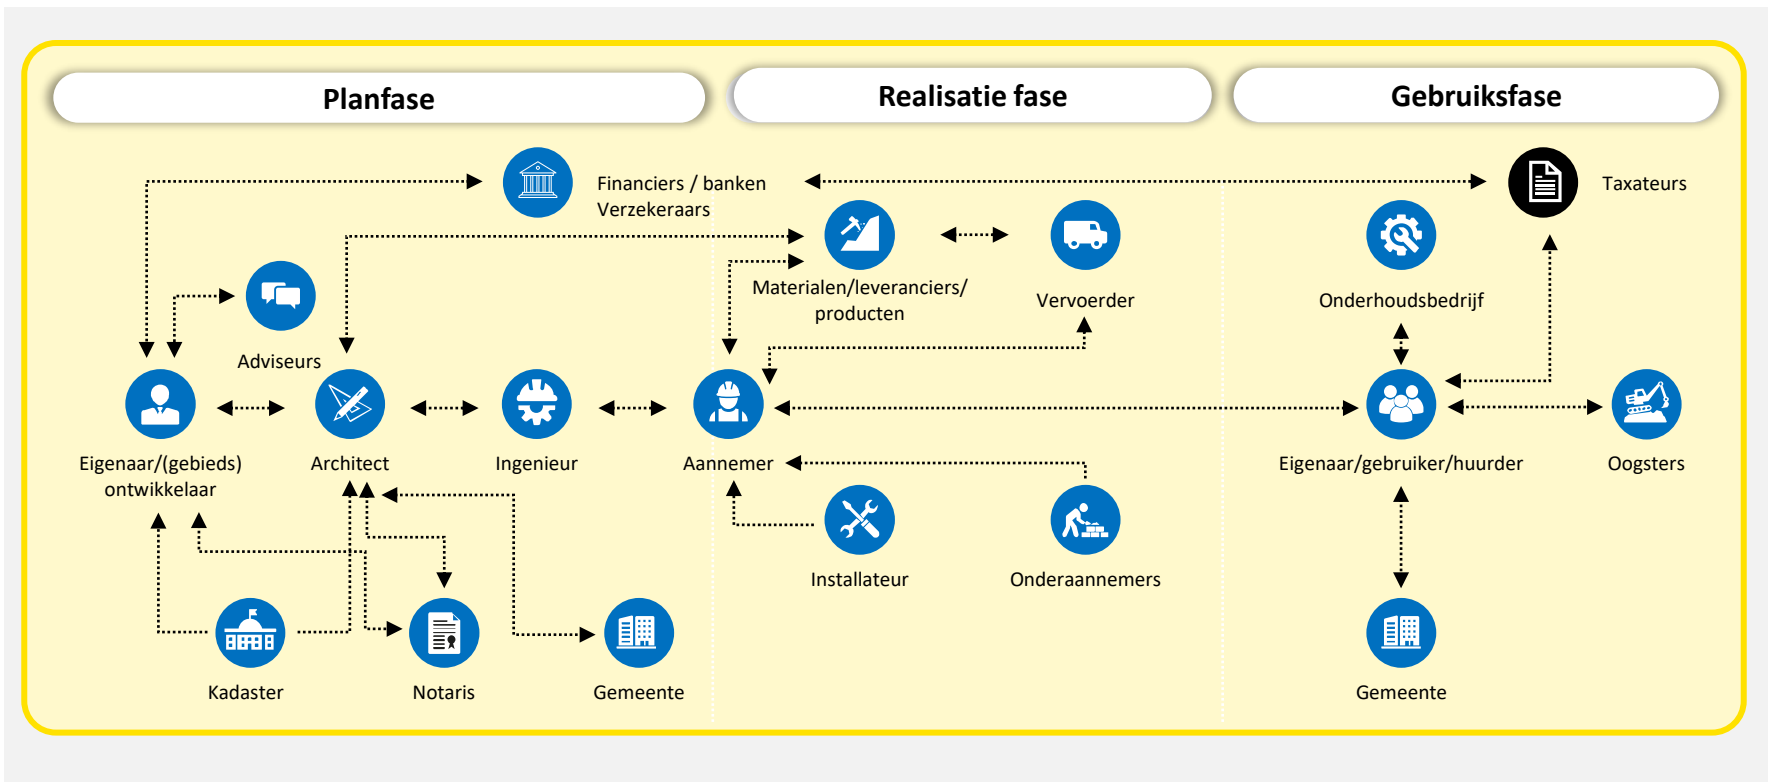 Planfase
Realisatie fase
Gebruiksfase
Financiers / banken
Verzekeraars
Taxateurs
Materialen/leveranciers/
producten
Vervoerder
Onderhoudsbedrijf
Adviseurs
Eigenaar/(gebieds)
ontwikkelaar
Architect
Ingenieur
Aannemer
Eigenaar/gebruiker/huurder
Oogsters
Installateur
Onderaannemers
Kadaster
Notaris
Gemeente
Gemeente